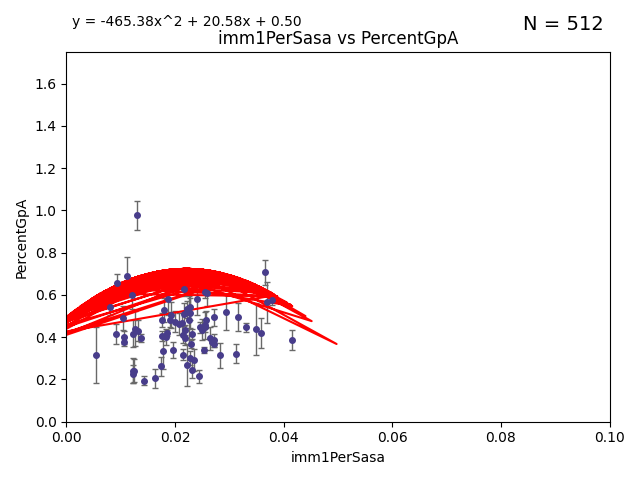 y = -465.38x^2 + 20.58x + 0.50
N = 512
imm1PerSasa vs PercentGpA
PercentGpA
1.6
1.4
1.2
1.0
0.8
0.6
0.4
0.2
0.0
0.00 0.02 0.04 0.06 0.08 0.10
imm1PerSasa